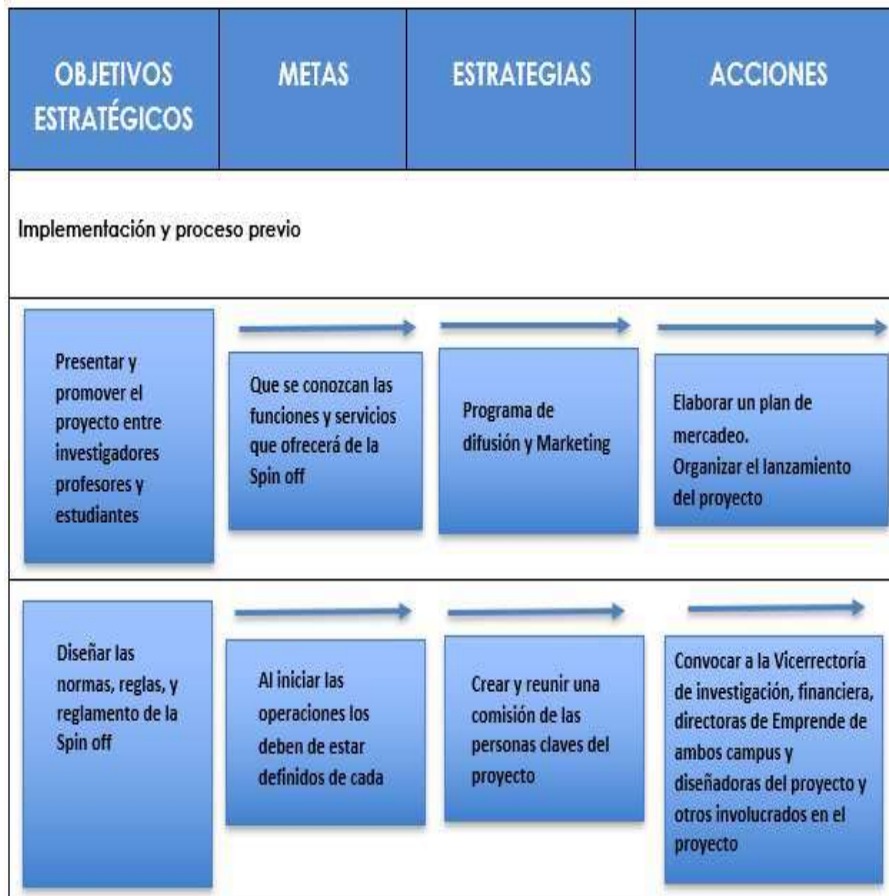 OBJETIVOS
ESTRATÉGICOS
METAS
ESTRATEGIAS
ACCIONES
Implementación y proceso previo
Presentar y
promover el
proyecto entre
investigadores
profesores y
estudiantes
Que se conozcan las
funciones y servicios
que ofrecerá de la
Spin off
Programa de
difusión y Marketing
Elaborar un plan de
mercadeo.
Organizar el lanzamiento
del proyecto
Diseñar las
normas, reglas, y
reglamento de la
Spin off
Al iniciar las
operaciones los
deben de estar
definidos de cada
Crear y reunir una
comisión de las
personas claves del
proyecto
Convocar a la Vicerrectoría
de investigación, financiera,
directoras de Emprende de
ambos campus y
diseñadoras del proyecto y
otros involucrados en el
proyecto